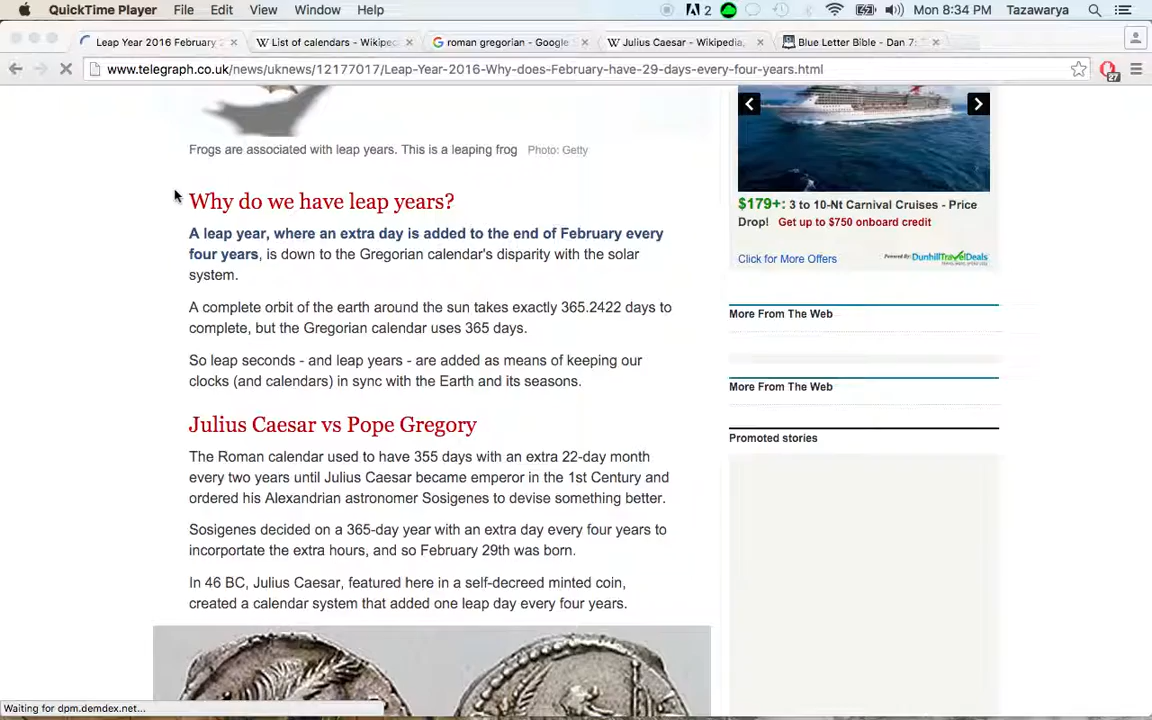 QuickTime Player File Edit View Window Help 2 Mon 8:34 PM Tazawarya
Leap Year 2016 February List of calendars - Wikipe roman gregorian - Google Julius Caesar - Wikipedia, Blue Letter Bible - Dan 7:
www.telegraph.co.uk/news/uknews/12177017/Leap-Year-2016-Why-does-February-have-29-days-every-four-years.html 27
Frogs are associated with leap years. This is a leaping frog Photo: Getty
Why do we have leap years?
A leap year, where an extra day is added to the end of February every
four years, is down to the Gregorian calendar's disparity with the solar
system.
A complete orbit of the earth around the sun takes exactly 365.2422 days to
complete, but the Gregorian calendar uses 365 days.
So leap seconds - and leap years - are added as means of keeping our
clocks (and calendars) in sync with the Earth and its seasons.
Julius Caesar vs Pope Gregory
The Roman calendar used to have 355 days with an extra 22-day month
every two years until Julius Caesar became emperor in the 1st Century and
ordered his Alexandrian astronomer Sosigenes to devise something better.
Sosigenes decided on a 365-day year with an extra day every four years to
incorportate the extra hours, and so February 29th was born.
In 46 BC, Julius Caesar, featured here in a self-decreed minted coin,
created a calendar system that added one leap day every four years.
$179+: 3 to 10-Nt Carnival Cruises - Price
Drop! Get up to $750 onboard credit
Click for More Offers Powered By: DunhillTravelDeals
More From The Web
More From The Web
Promoted stories
Waiting for dpm.demdex.net...